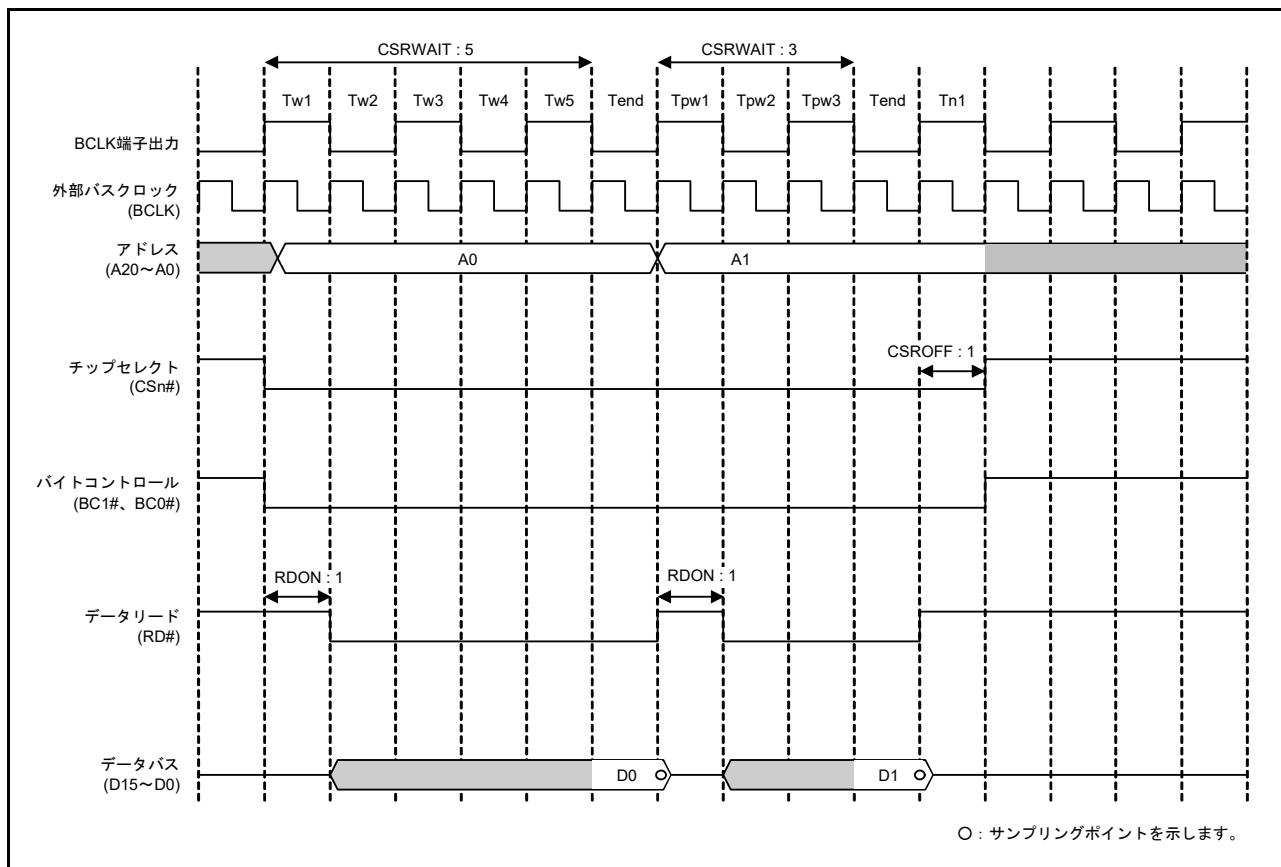 CSRWAIT : 5
CSRWAIT : 3
Tw1 Tw2 Tw3 Tw4 Tw5 Tend Tpw1 Tpw2 Tpw3 Tend Tn1
BCLK端子出力
外部バスクロック
(BCLK)
アドレス
(A20～A0)
A0
A1
チップセレクト
(CSn#)
CSROFF : 1
バイトコントロール
(BC1#、BC0#)
RDON : 1
RDON : 1
データリード
(RD#)
データバス
(D15～D0)
D0
D1
○：サンプリングポイントを示します。